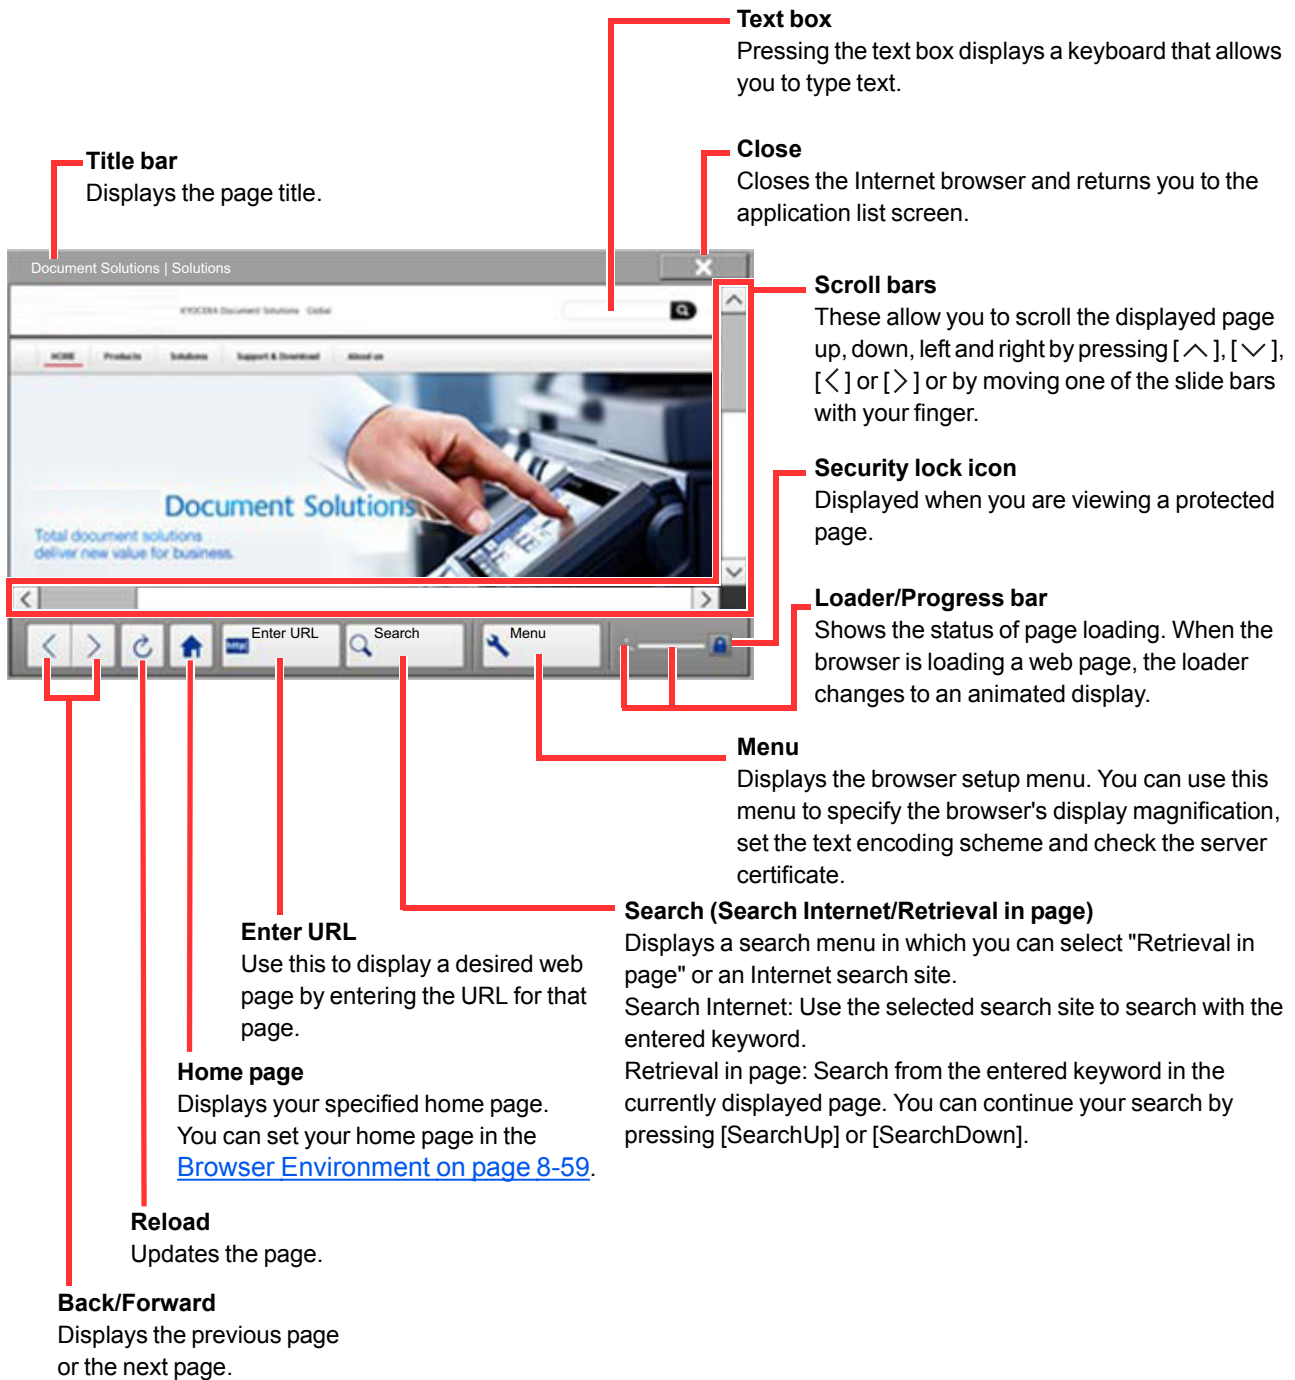 Text box
Pressing the text box displays a keyboard that allows
you to type text.
Close
Closes the Internet browser and returns you to the
application list screen.
Title bar
Displays the page title.
Document Solutions | Solutions
KYOCERA Document Solutions Global
HOME Products Solutions Support & Download About us
Document Solutions
Total document solutions
deliver new value for business.
Enter URL
Search
Menu
Scroll bars
These allow you to scroll the displayed page
up, down, left and right by pressing [ ︿ ], [ ﹀ ],
[〈 ] or [ 〉] or by moving one of the slide bars
with your finger.
Security lock icon
Displayed when you are viewing a protected
page.
Loader/Progress bar
Shows the status of page loading. When the
browser is loading a web page, the loader
changes to an animated display.
Menu
Displays the browser setup menu. You can use this
menu to specify the browser's display magnification,
set the text encoding scheme and check the server
certificate.
Search (Search Internet/Retrieval in page)
Displays a search menu in which you can select "Retrieval in
page" or an Internet search site.
Search Internet: Use the selected search site to search with the
entered keyword.
Retrieval in page: Search from the entered keyword in the
currently displayed page. You can continue your search by
pressing [SearchUp] or [SearchDown].
Enter URL
Use this to display a desired web
page by entering the URL for that
page.
Home page
Displays your specified home page.
You can set your home page in the
Browser Environment on page 8-59.
Reload
Updates the page.
Back/Forward
Displays the previous page
or the next page.